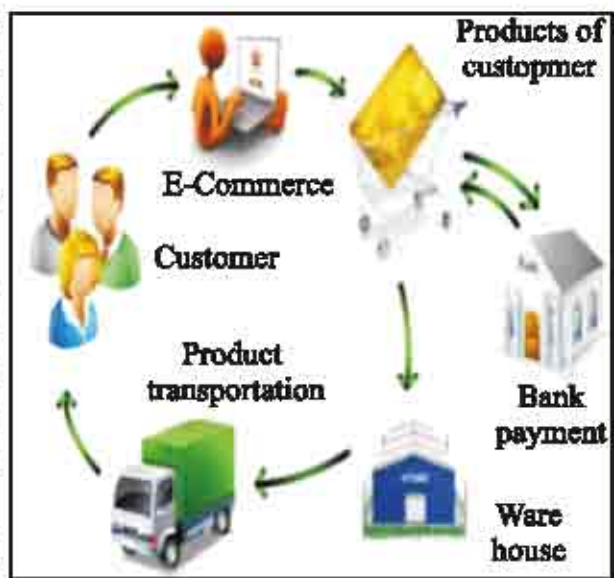 Products of
custopmer
E-Commerce
Customer
Product
transportation
Bank
payment
Ware
house